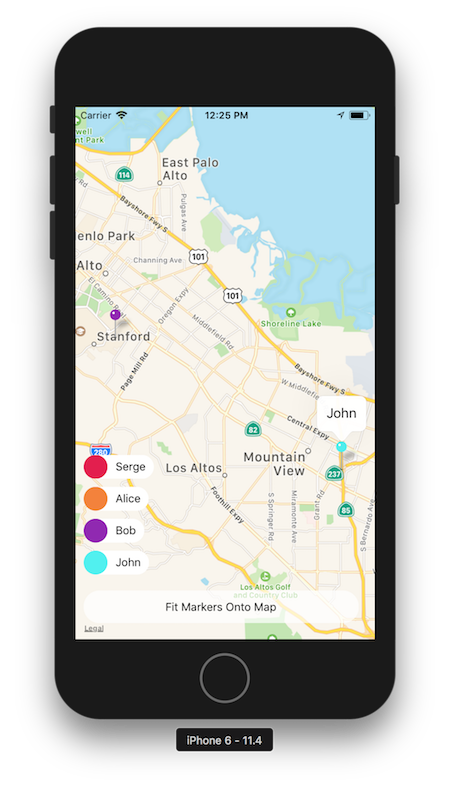 Carrier 12:25 PM
well
nt Park
East Palo
Alto
114
Rd
Bayshore Fwy S
Pulgas Ave
enlo Park
101
Channing Ave
Alto
El Camino Real
101
Oregon Expy
Shoreline Lake
Middlefield Rd
Stanford
Page Mill Rd
Bayshore Fwy S
W Middlefie
John
Central Expy
82
280
Mountain
View
Serge
Los Altos
237
Alice
Foothill Expy
S Springer Rd
Miramonte Ave
Grant Rd
85
S Bernardo Ave
Bob
John
Los Altos Golf
and Country Club
Fit Markers Onto Map
Legal
iPhone 6 - 11.4